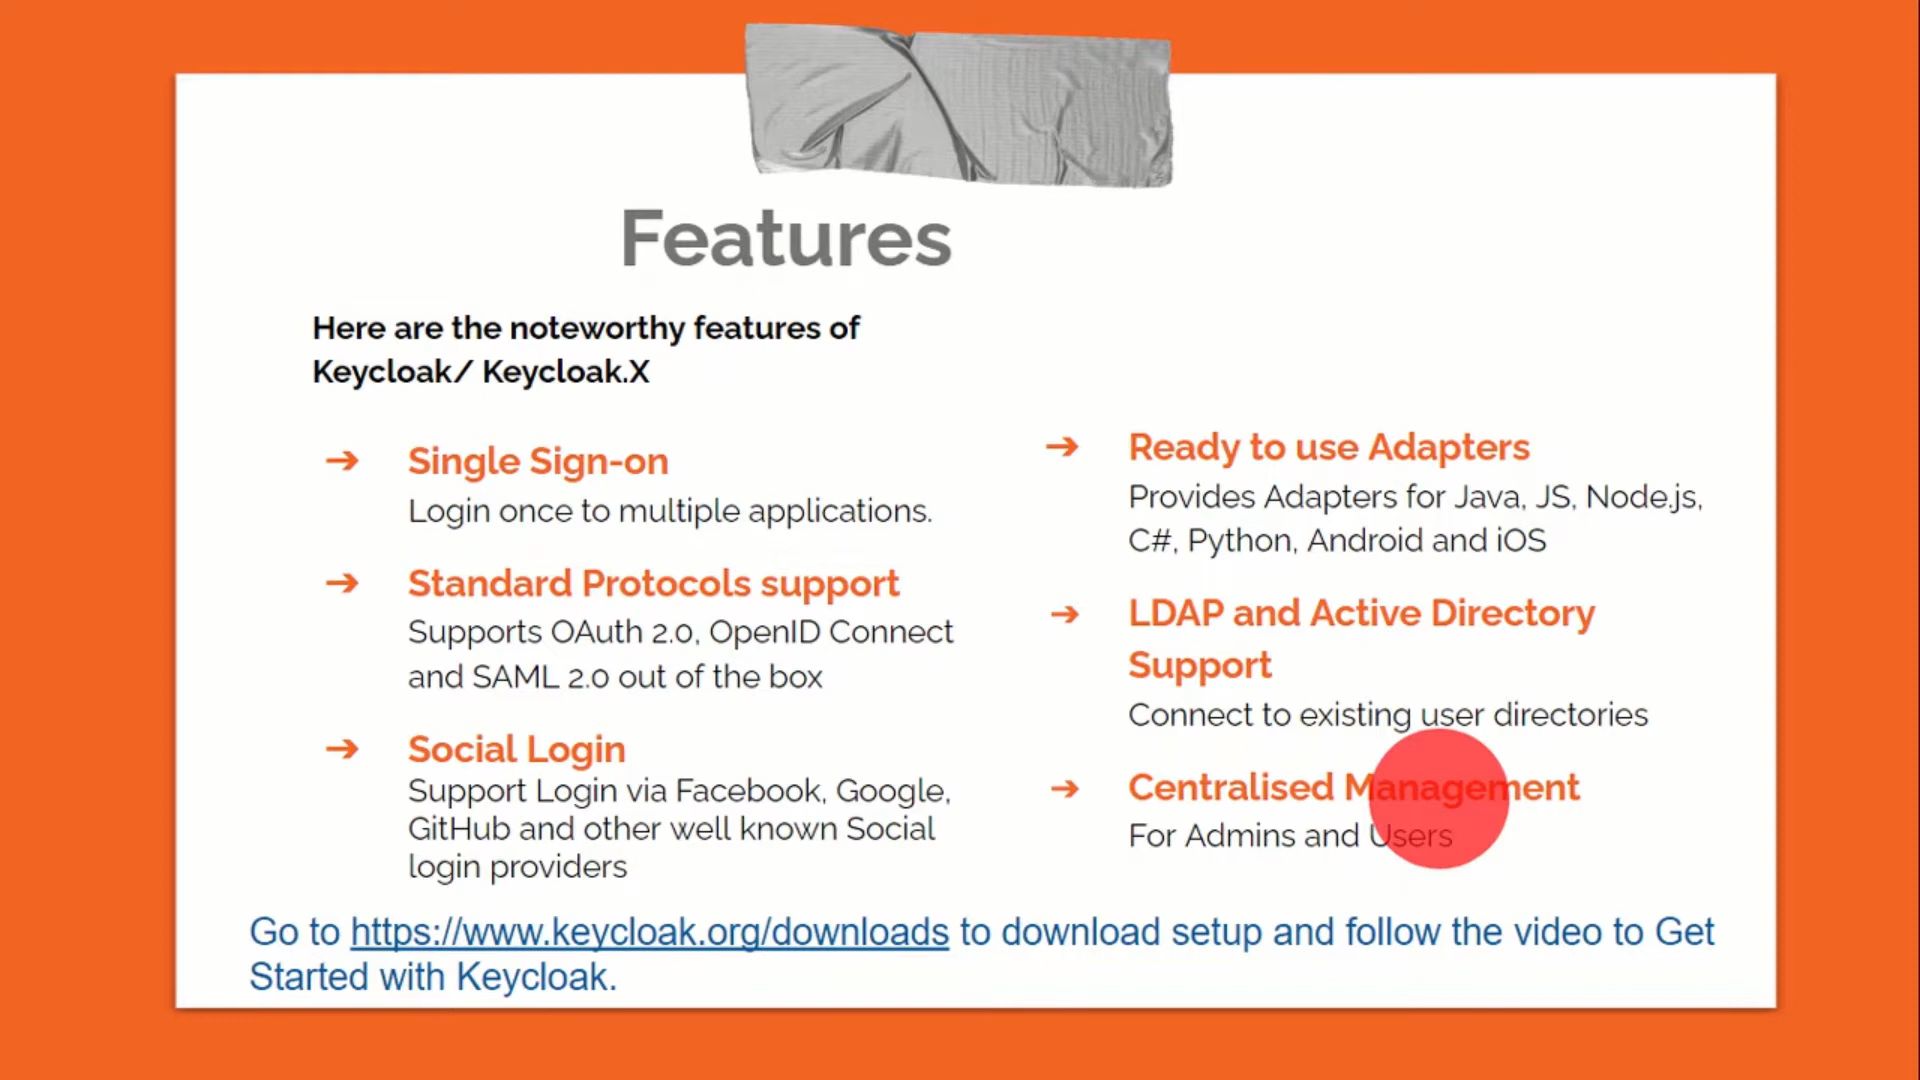 Features
Here are the noteworthy features of
Keycloak/ Keycloak.X
➔ Single Sign-on
Login once to multiple applications.
➔ Standard Protocols support
Supports OAuth 2.0, OpenID Connect
and SAML 2.0 out of the box
➔ Social Login
Support Login via Facebook, Google,
GitHub and other well known Social
login providers
➔ Ready to use Adapters
Provides Adapters for Java, JS, Node.js,
C#, Python, Android and iOS
➔ LDAP and Active Directory
Support
Connect to existing user directories
➔ Centralised Management
For Admins and Users
Go to https://www.keycloak.org/downloads to download setup and follow the video to Get
Started with Keycloak.